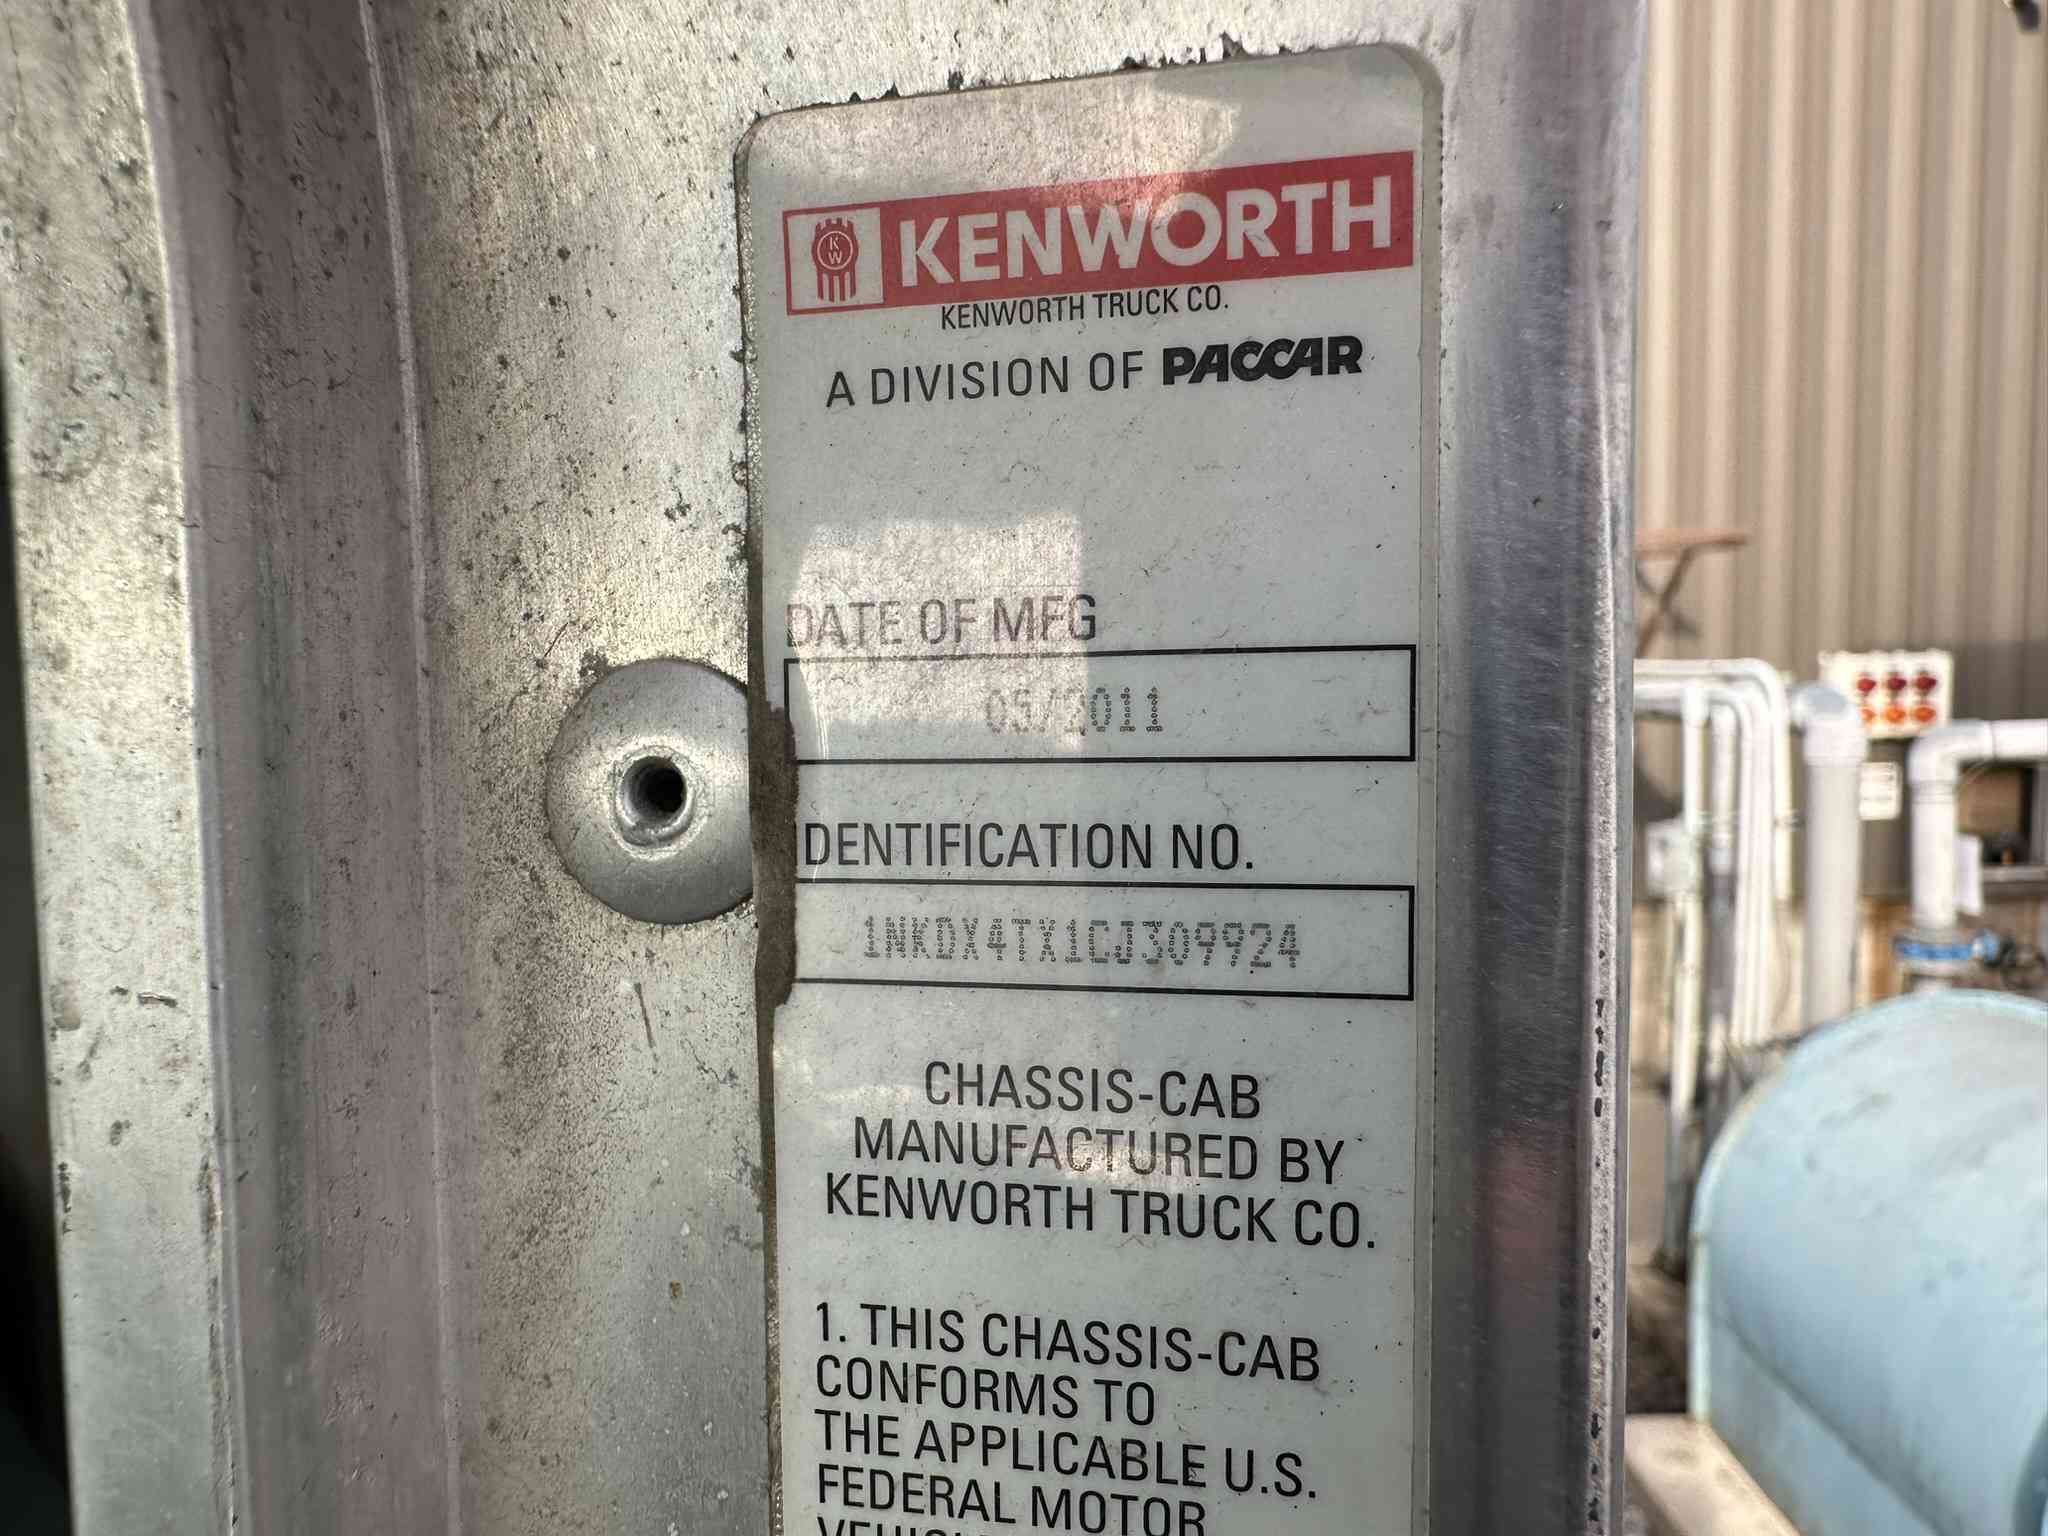 K
W
KENWORTH
KENWORTH TRUCK CO.
A DIVISION OF PACCAR
DATE OF MFG
05/2011
DENTIFICATION NO.
1NKDX4TX1CJ309924
CHASSIS-CAB
MANUFACTURED BY
KENWORTH TRUCK CO.
1. THIS CHASSIS-CAB
CONFORMS TO
THE APPLICABLE U.S.
FEDERAL MOTOR